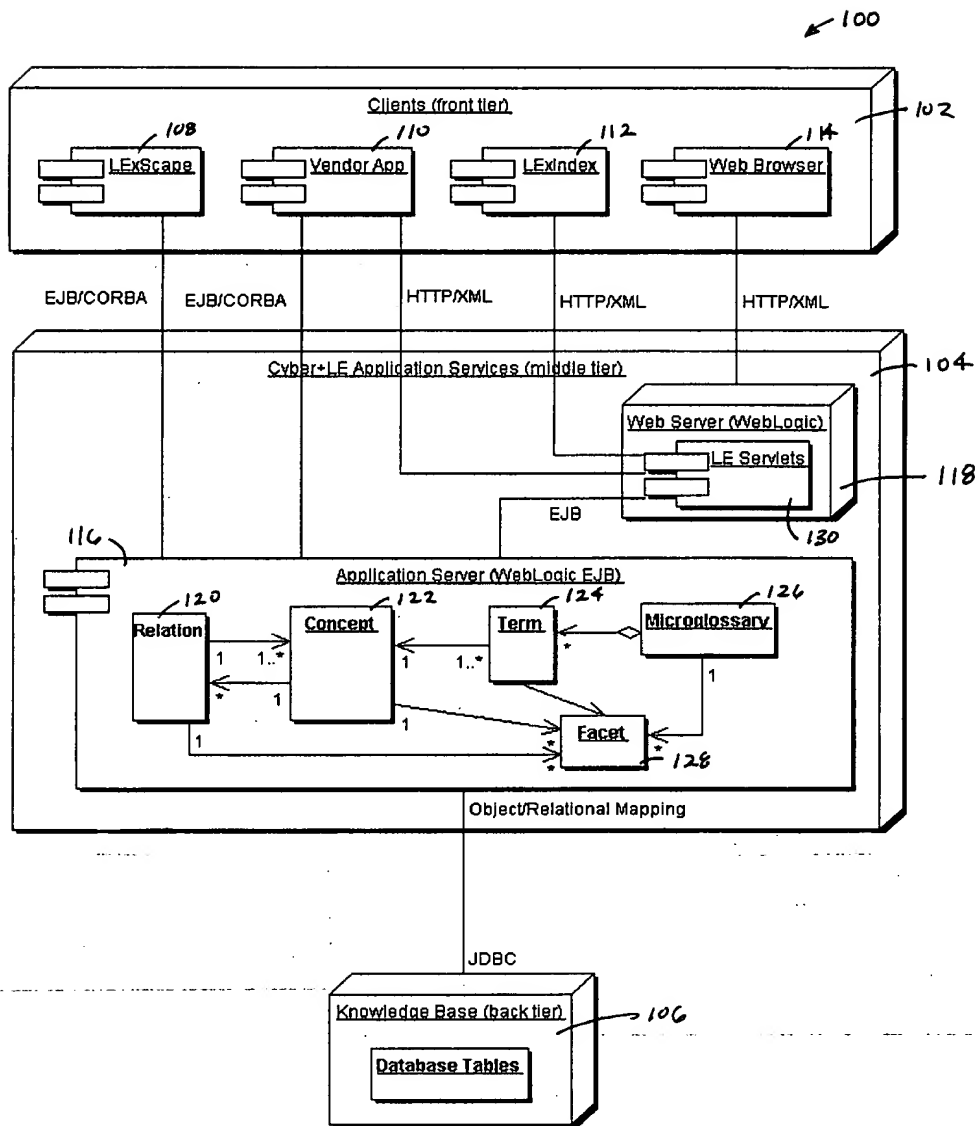 100
Clients (front tier)
102
108
110
112
114
LExScape
Vendor App
LExIndex
Web Browser
EJB/CORBA
EJB/CORBA
HTTP/XML
HTTP/XML
HTTP/XML
Cyber+LE Application Services (middle tier)
104
Web Server (WebLogic)
LE Servlets
118
EJB
130
116
Application Server (WebLogic EJB)
120
122
124
126
Relation
Concept
Term
Microglossary
1
1..*
1
1..*
*
1
*
1
1
*
Facet
*
1
*
128
Object/Relational Mapping
JDBC
Knowledge Base (back tier)
106
Database Tables